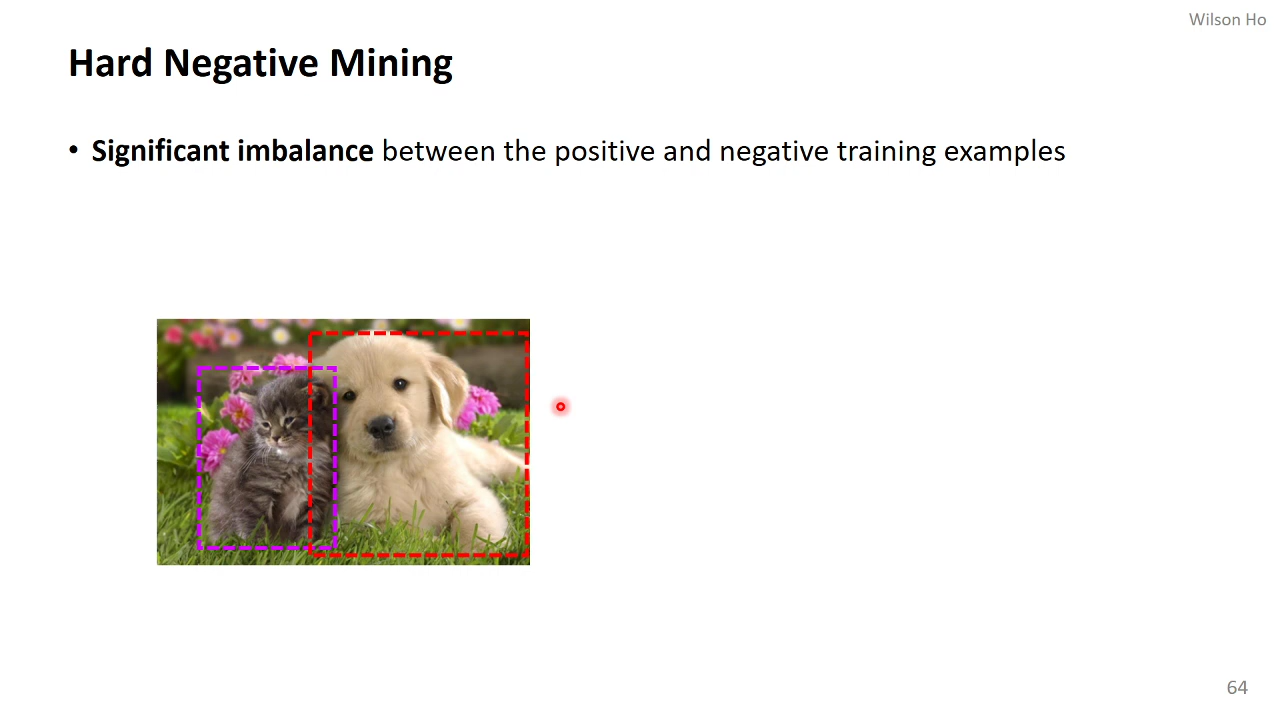 Wilson Ho
Hard Negative Mining
• Significant imbalance between the positive and negative training examples
64